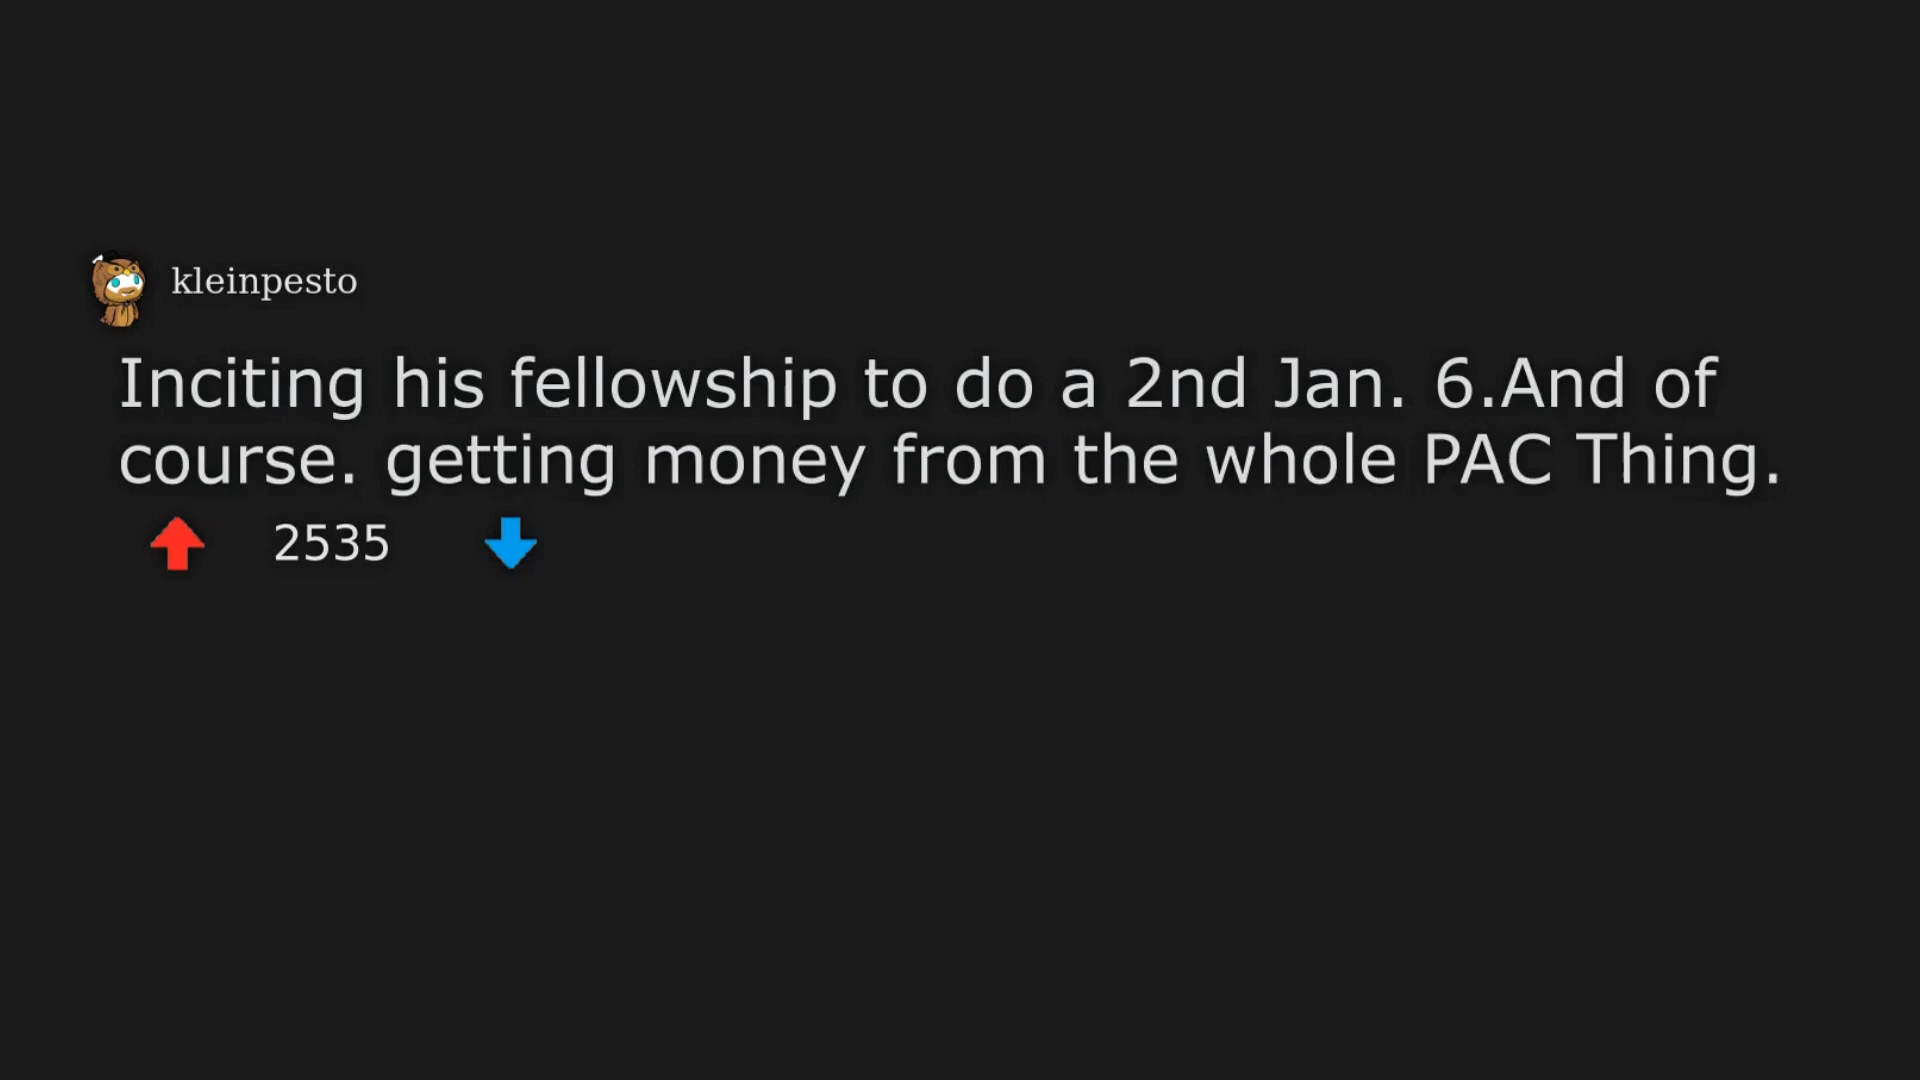 kleinpesto
Inciting his fellowship to do a 2nd Jan. 6.And of
course. getting money from the whole PAC Thing.
2535